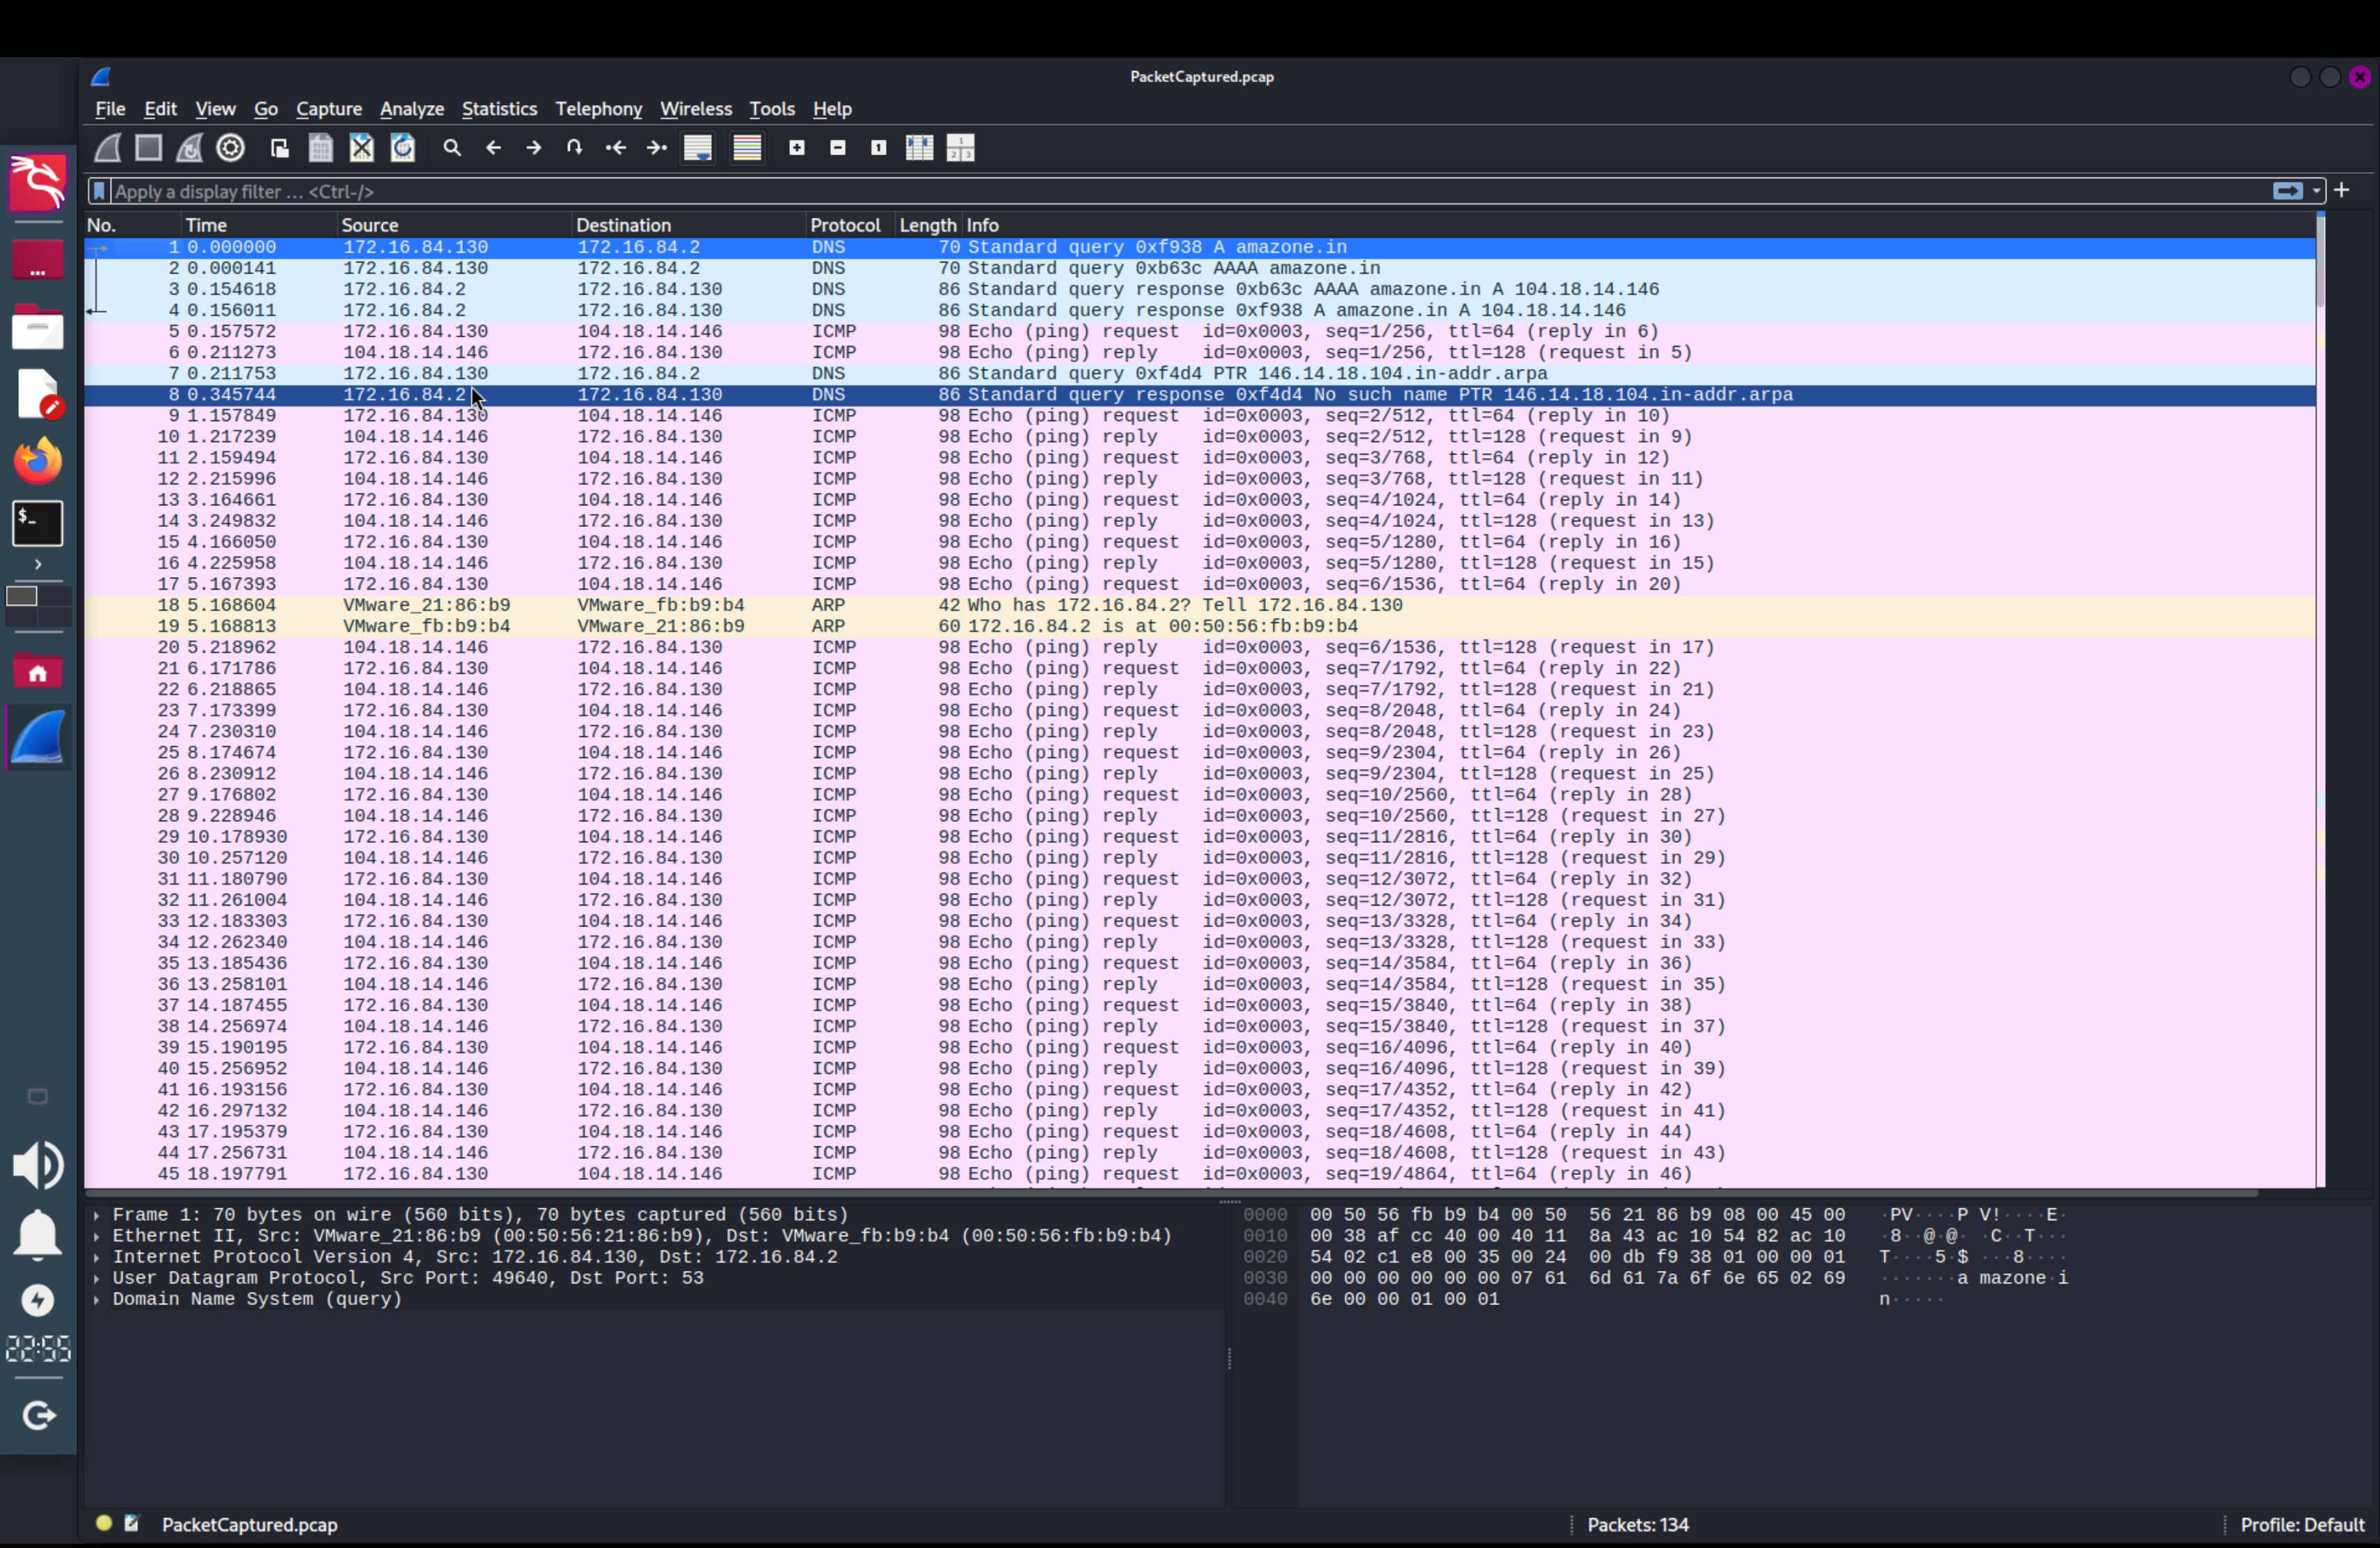 PacketCaptured.pcap
File Edit View Go Capture Analyze Statistics Telephony Wireless Tools Help
Apply a display filter … <Ctrl-/>
No. Time Source Destination Protocol Length Info
1 0.000000 172.16.84.130 172.16.84.2 DNS 70 Standard query 0xf938 A amazone.in
2 0.000141 172.16.84.130 172.16.84.2 DNS 70 Standard query 0xb63c AAAA amazone.in
3 0.154618 172.16.84.2 172.16.84.130 DNS 86 Standard query response 0xb63c AAAA amazone.in A 104.18.14.146
4 0.156011 172.16.84.2 172.16.84.130 DNS 86 Standard query response 0xf938 A amazone.in A 104.18.14.146
5 0.157572 172.16.84.130 104.18.14.146 ICMP 98 Echo (ping) request id=0x0003, seq=1/256, ttl=64 (reply in 6)
6 0.211273 104.18.14.146 172.16.84.130 ICMP 98 Echo (ping) reply id=0x0003, seq=1/256, ttl=128 (request in 5)
7 0.211753 172.16.84.130 172.16.84.2 DNS 86 Standard query 0xf4d4 PTR 146.14.18.104.in-addr.arpa
8 0.345744 172.16.84.2 172.16.84.130 DNS 86 Standard query response 0xf4d4 No such name PTR 146.14.18.104.in-addr.arpa
9 1.157849 172.16.84.130 104.18.14.146 ICMP 98 Echo (ping) request id=0x0003, seq=2/512, ttl=64 (reply in 10)
10 1.217239 104.18.14.146 172.16.84.130 ICMP 98 Echo (ping) reply id=0x0003, seq=2/512, ttl=128 (request in 9)
11 2.159494 172.16.84.130 104.18.14.146 ICMP 98 Echo (ping) request id=0x0003, seq=3/768, ttl=64 (reply in 12)
12 2.215996 104.18.14.146 172.16.84.130 ICMP 98 Echo (ping) reply id=0x0003, seq=3/768, ttl=128 (request in 11)
13 3.164661 172.16.84.130 104.18.14.146 ICMP 98 Echo (ping) request id=0x0003, seq=4/1024, ttl=64 (reply in 14)
14 3.249832 104.18.14.146 172.16.84.130 ICMP 98 Echo (ping) reply id=0x0003, seq=4/1024, ttl=128 (request in 13)
15 4.166050 172.16.84.130 104.18.14.146 ICMP 98 Echo (ping) request id=0x0003, seq=5/1280, ttl=64 (reply in 16)
16 4.225958 104.18.14.146 172.16.84.130 ICMP 98 Echo (ping) reply id=0x0003, seq=5/1280, ttl=128 (request in 15)
17 5.167393 172.16.84.130 104.18.14.146 ICMP 98 Echo (ping) request id=0x0003, seq=6/1536, ttl=64 (reply in 20)
18 5.168604 VMware_21:86:b9 VMware_fb:b9:b4 ARP 42 Who has 172.16.84.2? Tell 172.16.84.130
19 5.168813 VMware_fb:b9:b4 VMware_21:86:b9 ARP 60 172.16.84.2 is at 00:50:56:fb:b9:b4
20 5.218962 104.18.14.146 172.16.84.130 ICMP 98 Echo (ping) reply id=0x0003, seq=6/1536, ttl=128 (request in 17)
21 6.171786 172.16.84.130 104.18.14.146 ICMP 98 Echo (ping) request id=0x0003, seq=7/1792, ttl=64 (reply in 22)
22 6.218865 104.18.14.146 172.16.84.130 ICMP 98 Echo (ping) reply id=0x0003, seq=7/1792, ttl=128 (request in 21)
23 7.173399 172.16.84.130 104.18.14.146 ICMP 98 Echo (ping) request id=0x0003, seq=8/2048, ttl=64 (reply in 24)
24 7.230310 104.18.14.146 172.16.84.130 ICMP 98 Echo (ping) reply id=0x0003, seq=8/2048, ttl=128 (request in 23)
25 8.174674 172.16.84.130 104.18.14.146 ICMP 98 Echo (ping) request id=0x0003, seq=9/2304, ttl=64 (reply in 26)
26 8.230912 104.18.14.146 172.16.84.130 ICMP 98 Echo (ping) reply id=0x0003, seq=9/2304, ttl=128 (request in 25)
27 9.176802 172.16.84.130 104.18.14.146 ICMP 98 Echo (ping) request id=0x0003, seq=10/2560, ttl=64 (reply in 28)
28 9.228946 104.18.14.146 172.16.84.130 ICMP 98 Echo (ping) reply id=0x0003, seq=10/2560, ttl=128 (request in 27)
29 10.178930 172.16.84.130 104.18.14.146 ICMP 98 Echo (ping) request id=0x0003, seq=11/2816, ttl=64 (reply in 30)
30 10.257120 104.18.14.146 172.16.84.130 ICMP 98 Echo (ping) reply id=0x0003, seq=11/2816, ttl=128 (request in 29)
31 11.180790 172.16.84.130 104.18.14.146 ICMP 98 Echo (ping) request id=0x0003, seq=12/3072, ttl=64 (reply in 32)
32 11.261004 104.18.14.146 172.16.84.130 ICMP 98 Echo (ping) reply id=0x0003, seq=12/3072, ttl=128 (request in 31)
33 12.183303 172.16.84.130 104.18.14.146 ICMP 98 Echo (ping) request id=0x0003, seq=13/3328, ttl=64 (reply in 34)
34 12.262340 104.18.14.146 172.16.84.130 ICMP 98 Echo (ping) reply id=0x0003, seq=13/3328, ttl=128 (request in 33)
35 13.185436 172.16.84.130 104.18.14.146 ICMP 98 Echo (ping) request id=0x0003, seq=14/3584, ttl=64 (reply in 36)
36 13.258101 104.18.14.146 172.16.84.130 ICMP 98 Echo (ping) reply id=0x0003, seq=14/3584, ttl=128 (request in 35)
37 14.187455 172.16.84.130 104.18.14.146 ICMP 98 Echo (ping) request id=0x0003, seq=15/3840, ttl=64 (reply in 38)
38 14.256974 104.18.14.146 172.16.84.130 ICMP 98 Echo (ping) reply id=0x0003, seq=15/3840, ttl=128 (request in 37)
39 15.190195 172.16.84.130 104.18.14.146 ICMP 98 Echo (ping) request id=0x0003, seq=16/4096, ttl=64 (reply in 40)
40 15.256952 104.18.14.146 172.16.84.130 ICMP 98 Echo (ping) reply id=0x0003, seq=16/4096, ttl=128 (request in 39)
41 16.193156 172.16.84.130 104.18.14.146 ICMP 98 Echo (ping) request id=0x0003, seq=17/4352, ttl=64 (reply in 42)
42 16.297132 104.18.14.146 172.16.84.130 ICMP 98 Echo (ping) reply id=0x0003, seq=17/4352, ttl=128 (request in 41)
43 17.195379 172.16.84.130 104.18.14.146 ICMP 98 Echo (ping) request id=0x0003, seq=18/4608, ttl=64 (reply in 44)
44 17.256731 104.18.14.146 172.16.84.130 ICMP 98 Echo (ping) reply id=0x0003, seq=18/4608, ttl=128 (request in 43)
45 18.197791 172.16.84.130 104.18.14.146 ICMP 98 Echo (ping) request id=0x0003, seq=19/4864, ttl=64 (reply in 46)
Frame 1: 70 bytes on wire (560 bits), 70 bytes captured (560 bits)
Ethernet II, Src: VMware_21:86:b9 (00:50:56:21:86:b9), Dst: VMware_fb:b9:b4 (00:50:56:fb:b9:b4)
Internet Protocol Version 4, Src: 172.16.84.130, Dst: 172.16.84.2
User Datagram Protocol, Src Port: 49640, Dst Port: 53
Domain Name System (query)
0000 00 50 56 fb b9 b4 00 50 56 21 86 b9 08 00 45 00 ·PV····P V!····E·
0010 00 38 af cc 40 00 40 11 8a 43 ac 10 54 82 ac 10 ·8··@·@· ·C··T···
0020 54 02 c1 e8 00 35 00 24 00 db f9 38 01 00 00 01 T····5·$ ···8····
0030 00 00 00 00 00 00 07 61 6d 61 7a 6f 6e 65 02 69 ·······a mazone·i
0040 6e 00 00 01 00 01 n·····
22:55
PacketCaptured.pcap
Packets: 134
Profile: Default